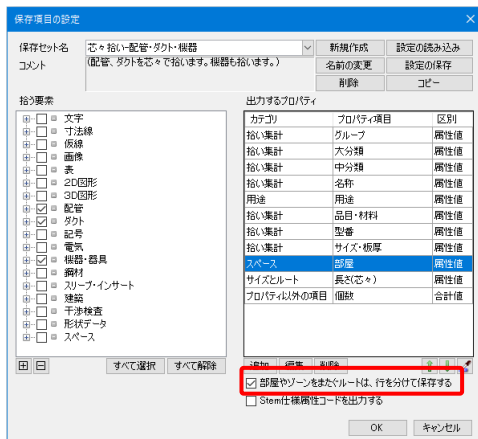 保存項目の設定
保存セット名 芯々拾い-配管・ダクト・機器 新規作成 設定の読み込み
コメント (配管、ダクトを芯々で拾います。機器も拾います。) 名前の変更 設定の保存
削除 コピー
拾う要素
文字
寸法線
仮線
画像
表
2D図形
3D図形
配管
ダクト
記号
電気
機器・器具
鋼材
スリーブ・インサート
建築
干渉検査
形状データ
スペース
すべて選択 すべて解除
出力するプロパティ
カテゴリ プロパティ項目 区別
拾い集計 グループ 属性値
拾い集計 大分類 属性値
拾い集計 中分類 属性値
拾い集計 名称 属性値
用途 用途 属性値
拾い集計 品目・材料 属性値
拾い集計 型番 属性値
拾い集計 サイズ・板厚 属性値
スペース 部屋 属性値
サイズとルート 長さ(芯々) 属性値
プロパティ以外の項目 個数 合計値
追加 編集 削除
部屋やゾーンをまたぐルートは、行を分けて保存する
Stem仕様属性コードを出力する
OK キャンセル